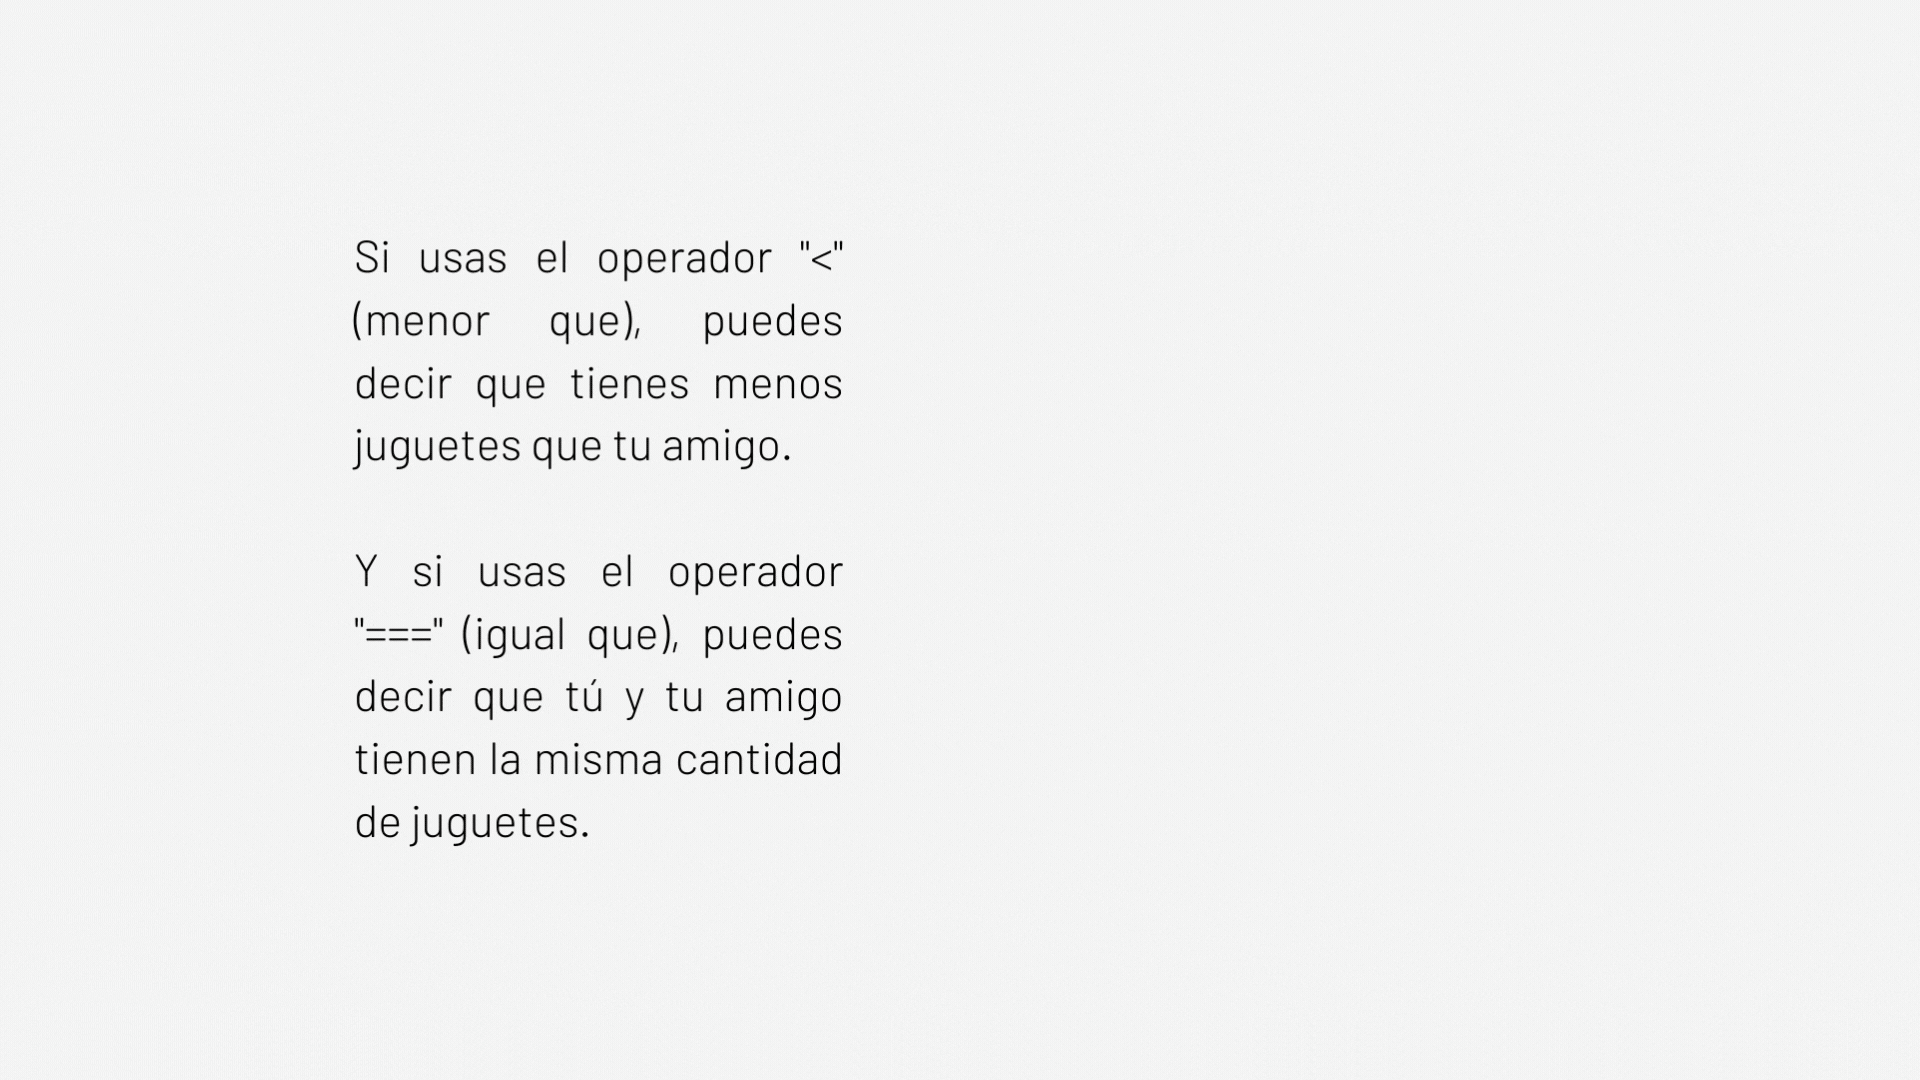 Si usas el operador "<"
(menor que), puedes
decir que tienes menos
juguetes que tu amigo.
Y si usas el operador
"===" (igual que), puedes
decir que tú y tu amigo
tienen la misma cantidad
de juguetes.